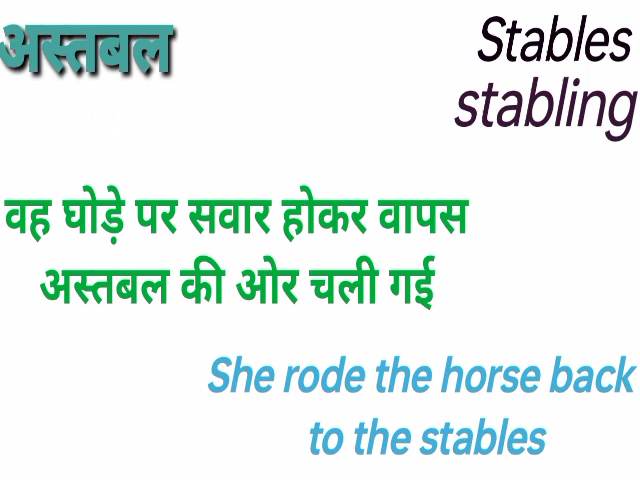 अस्तबल
Stables
stabling
वह घोड़े पर सवार होकर वापस
अस्तबल की ओर चली गई
She rode the horse back
to the stables